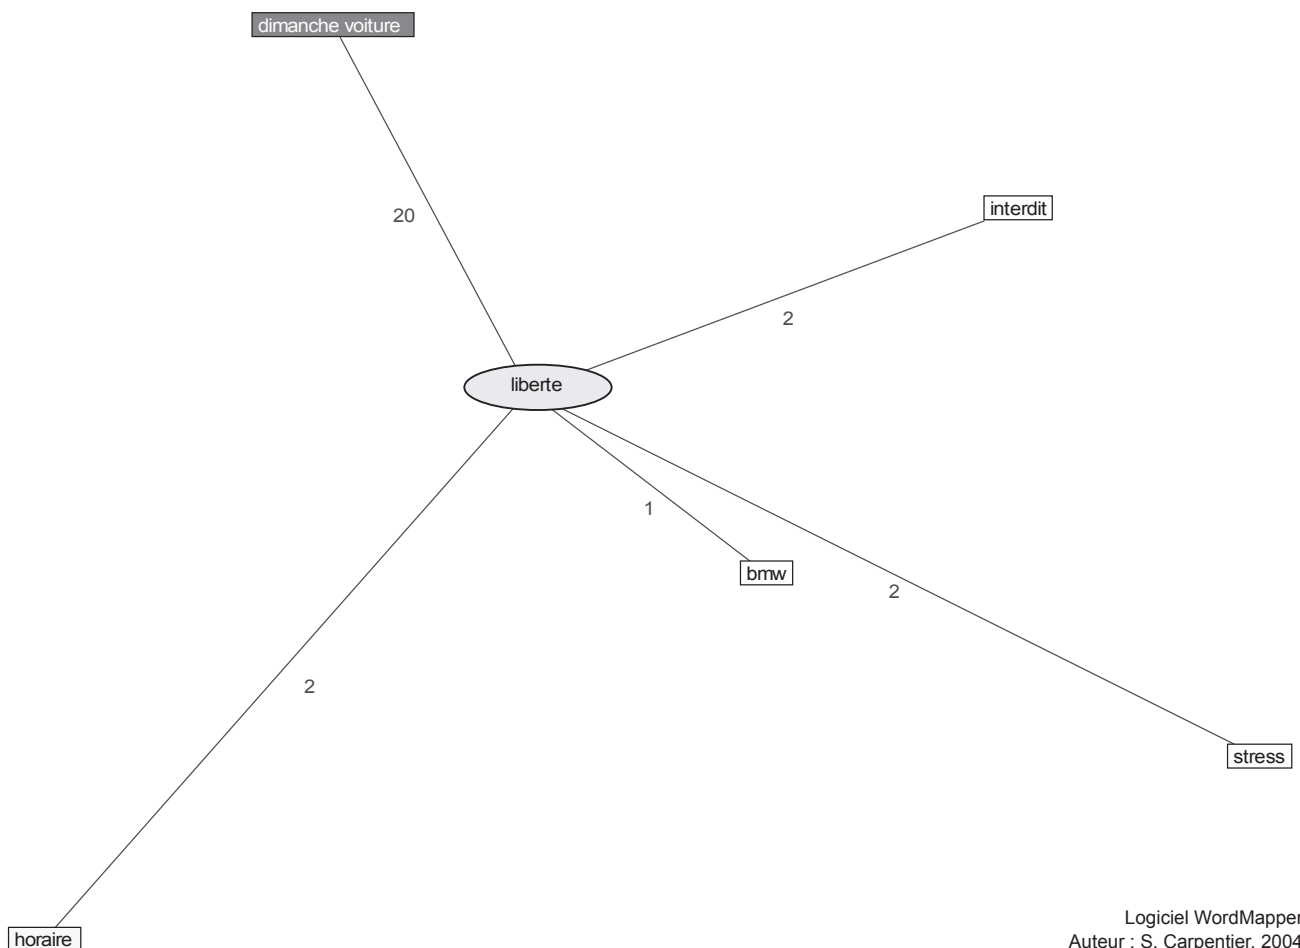 dimanche voiture
20
interdit
2
liberte
1
bmw
2
2
stress
horaire
Logiciel WordMapper
Auteur : S. Carpentier, 2004